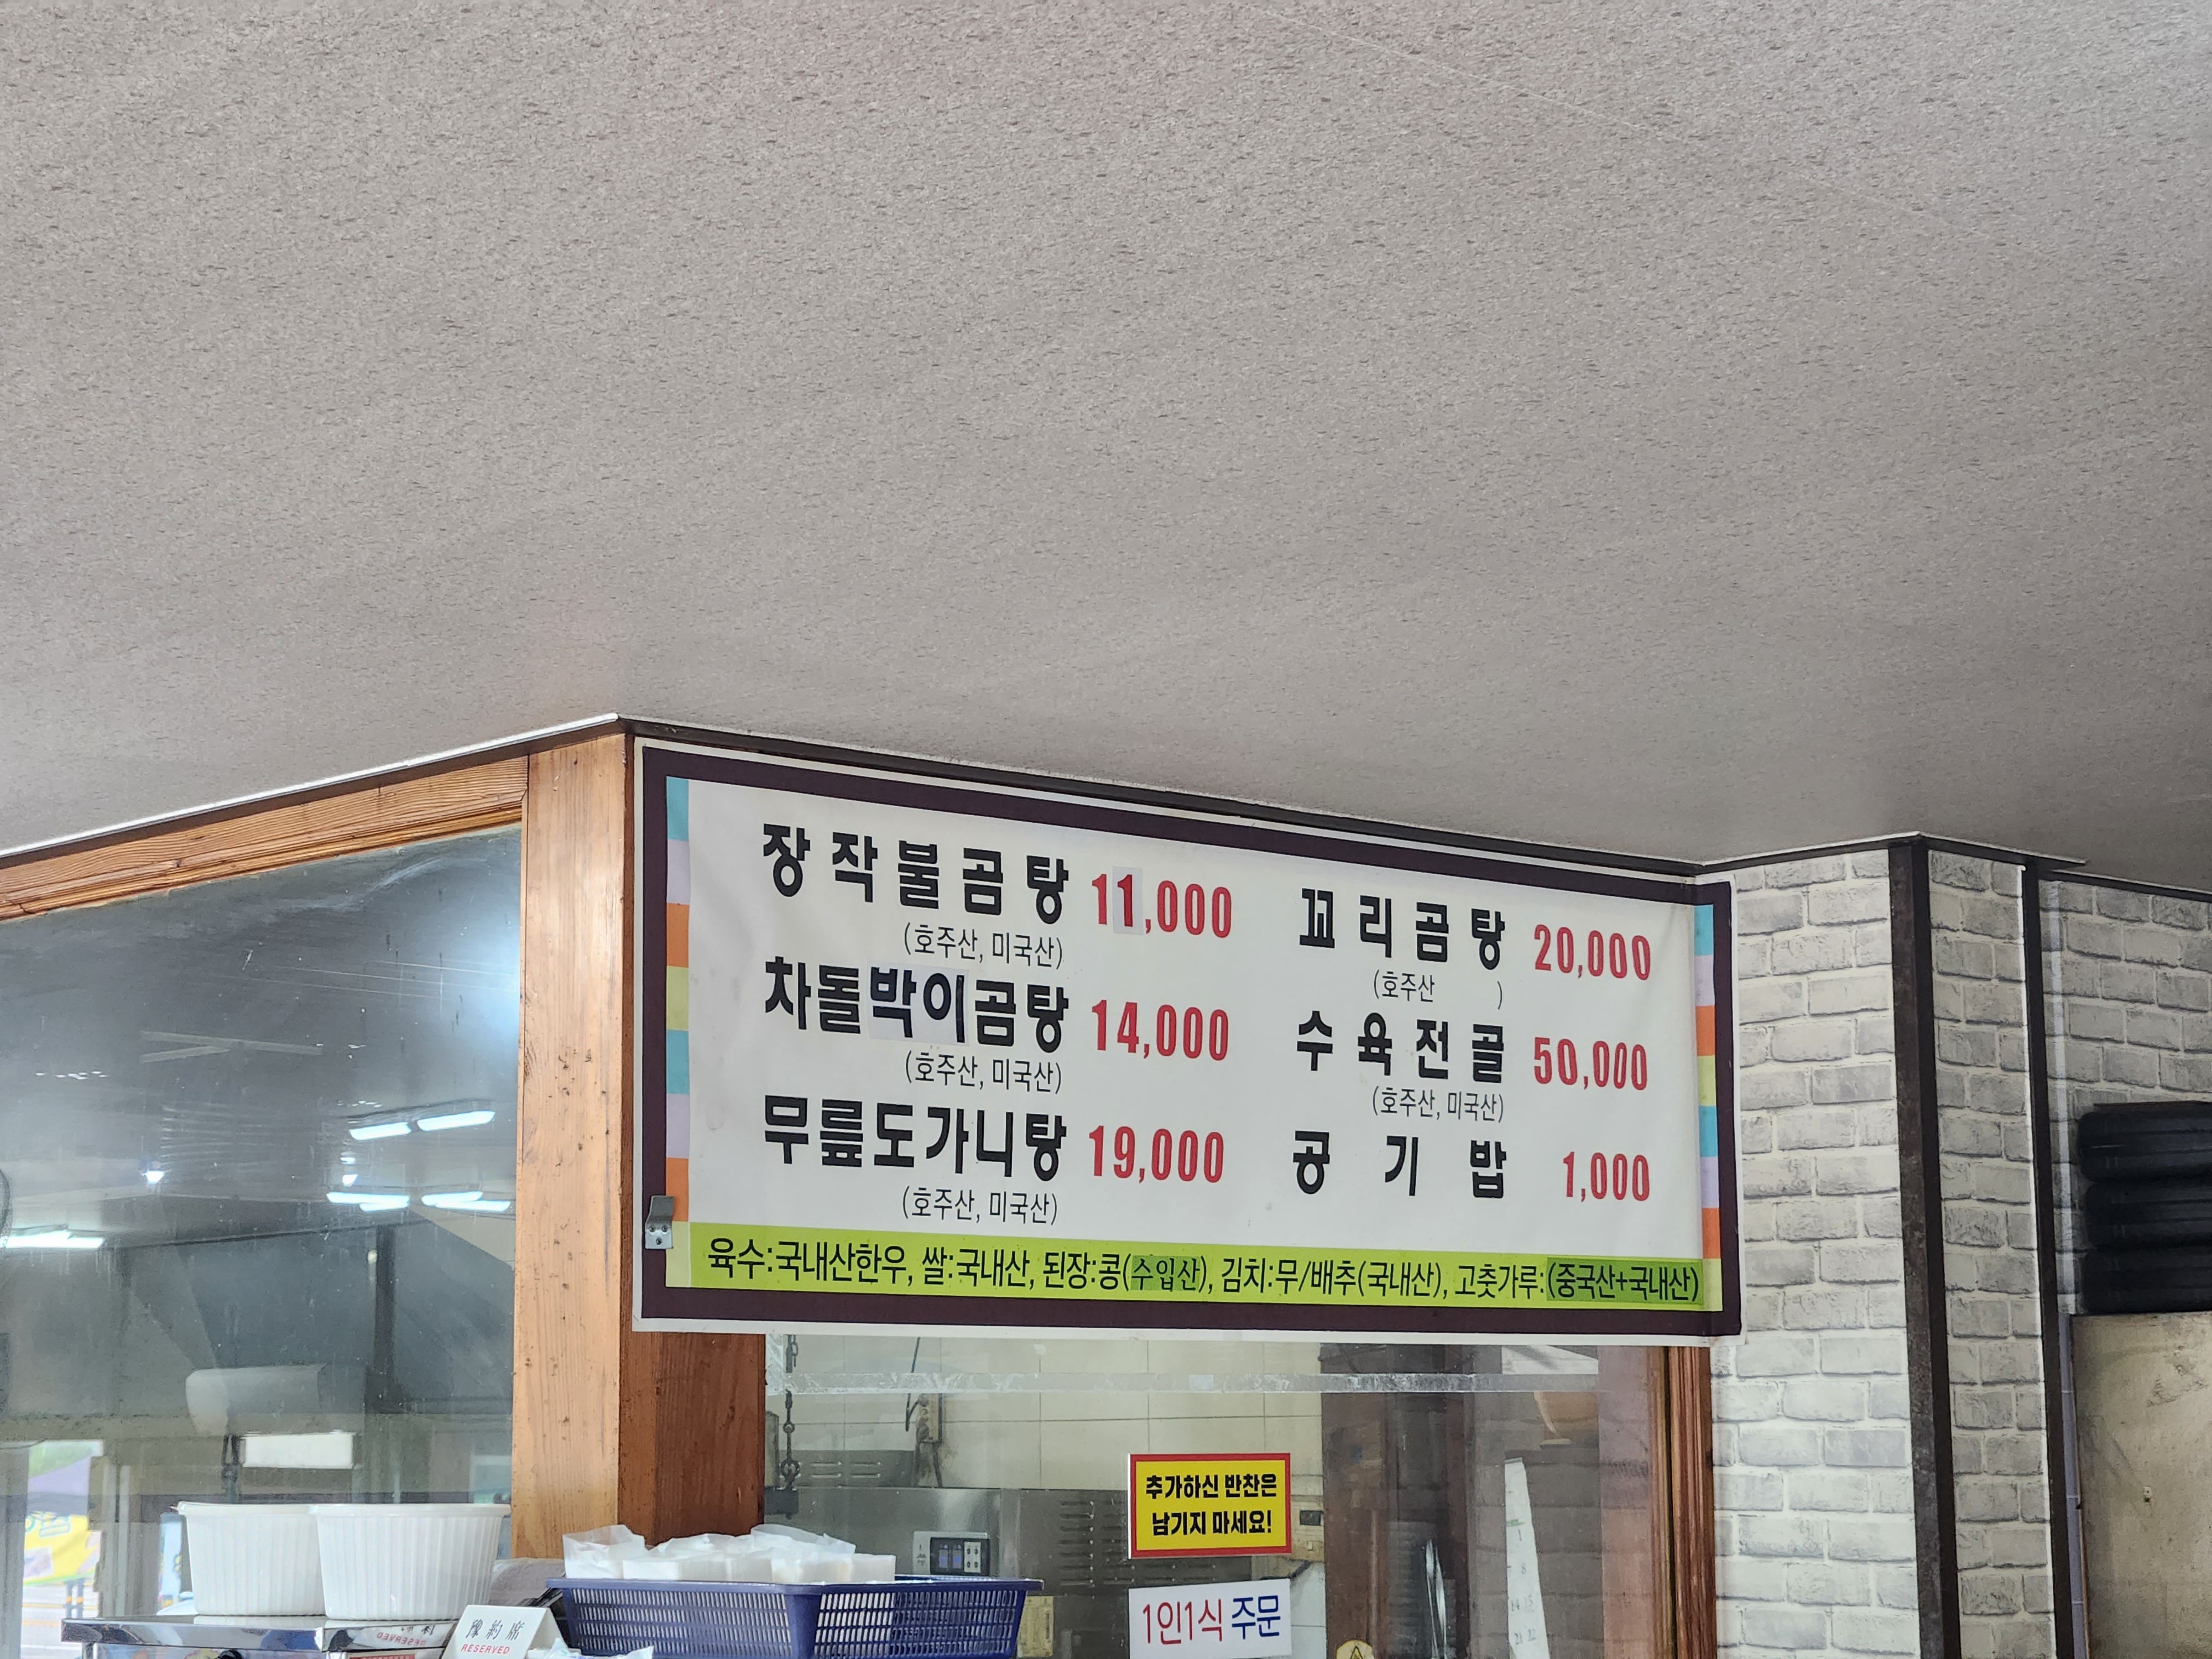 장작불곰탕 11,000
(호주산, 미국산)
차돌박이곰탕 14,000
(호주산, 미국산)
무릎도가니탕 19,000
(호주산, 미국산)
꼬리곰탕 20,000
(호주산 )
수육전골 50,000
(호주산, 미국산)
공기밥 1,000
육수:국내산한우, 쌀:국내산, 된장:콩(수입산), 김치:무/배추(국내산), 고춧가루:(중국산+국내산)
추가하신 반찬은
남기지 마세요!
1인1식 주문
豫約席
RESERVED